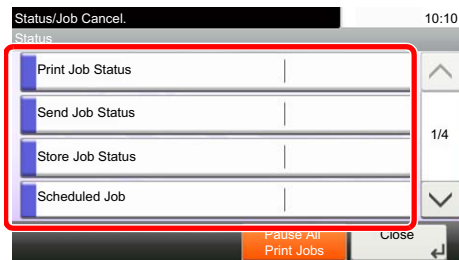 Status/Job Cancel. 10:10
Status
Print Job Status
Send Job Status
1/4
Store Job Status
Scheduled Job
Pause All
Print Jobs
Close